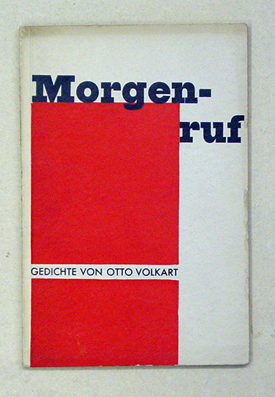 Morgen-
ruf
GEDICHTE VON OTTO VOLKART